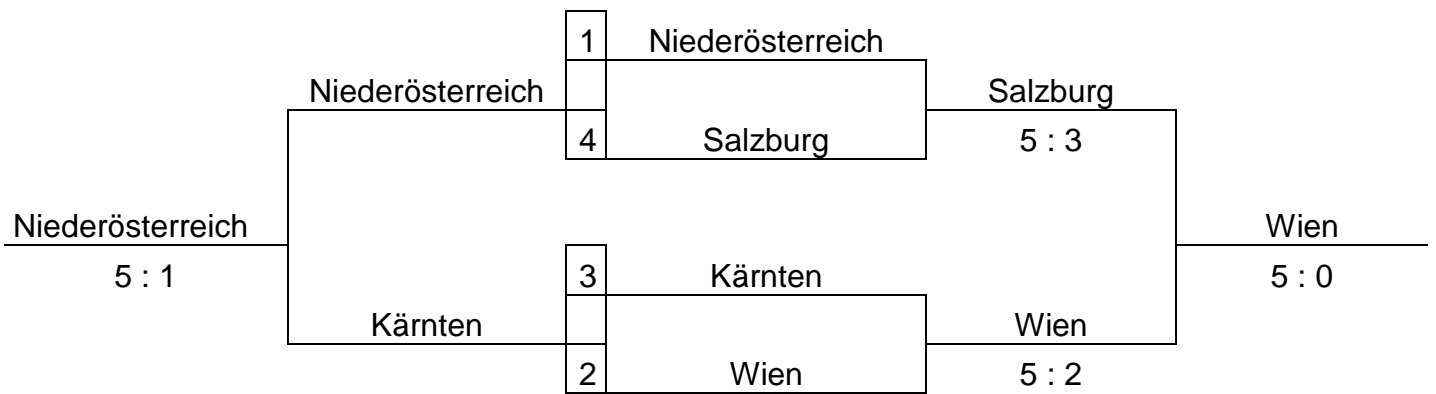 1 Niederösterreich
Niederösterreich Salzburg
4 Salzburg 5 : 3
Niederösterreich Wien
5 : 1 3 Kärnten 5 : 0
Kärnten Wien
2 Wien 5 : 2